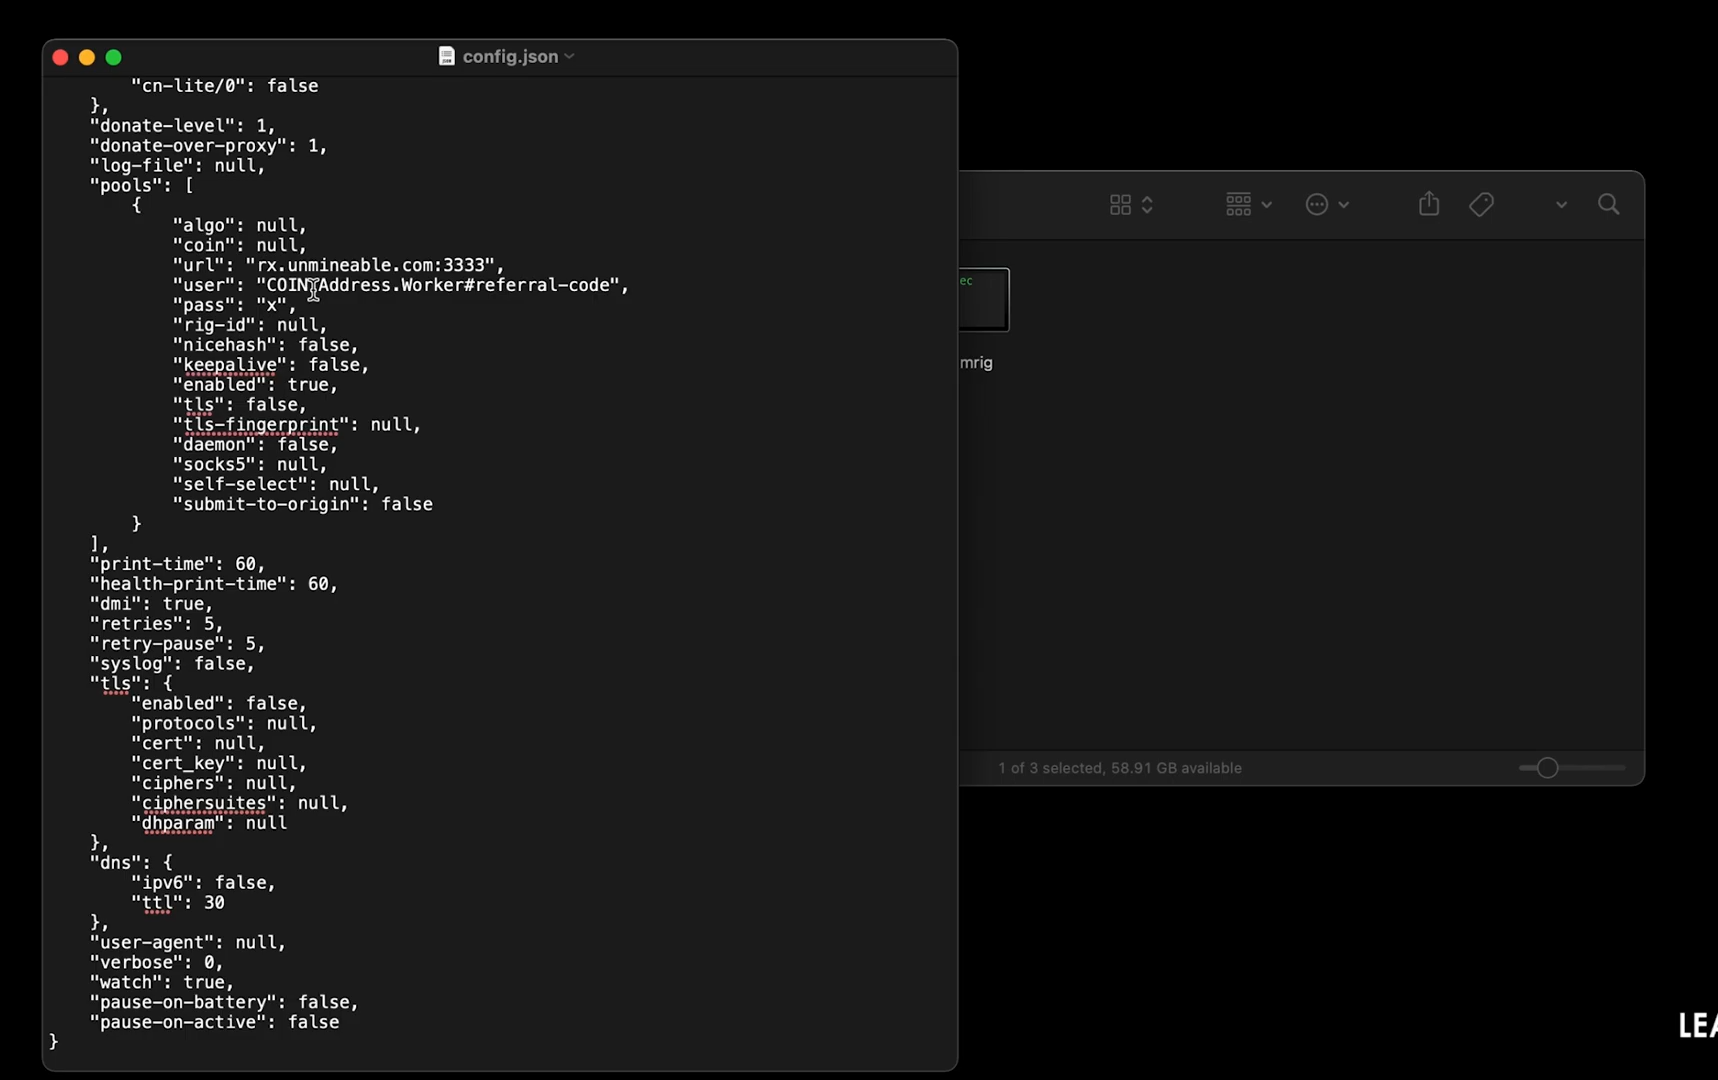 config.json
"cn-lite/0": false
},
"donate-level": 1,
"donate-over-proxy": 1,
"log-file": null,
"pools": [
{
"algo": null,
"coin": null,
"url": "rx.unmineable.com:3333",
"user": "COIN:Address.Worker#referral-code",
"pass": "x",
"rig-id": null,
"nicehash": false,
"keepalive": false,
"enabled": true,
"tls": false,
"tls-fingerprint": null,
"daemon": false,
"socks5": null,
"self-select": null,
"submit-to-origin": false
}
],
"print-time": 60,
"health-print-time": 60,
"dmi": true,
"retries": 5,
"retry-pause": 5,
"syslog": false,
"tls": {
"enabled": false,
"protocols": null,
"cert": null,
"cert_key": null,
"ciphers": null,
"ciphersuites": null,
"dhparam": null
},
"dns": {
"ipv6": false,
"ttl": 30
},
"user-agent": null,
"verbose": 0,
"watch": true,
"pause-on-battery": false,
"pause-on-active": false
}
ec
mrig
1 of 3 selected, 58.91 GB available
LEA